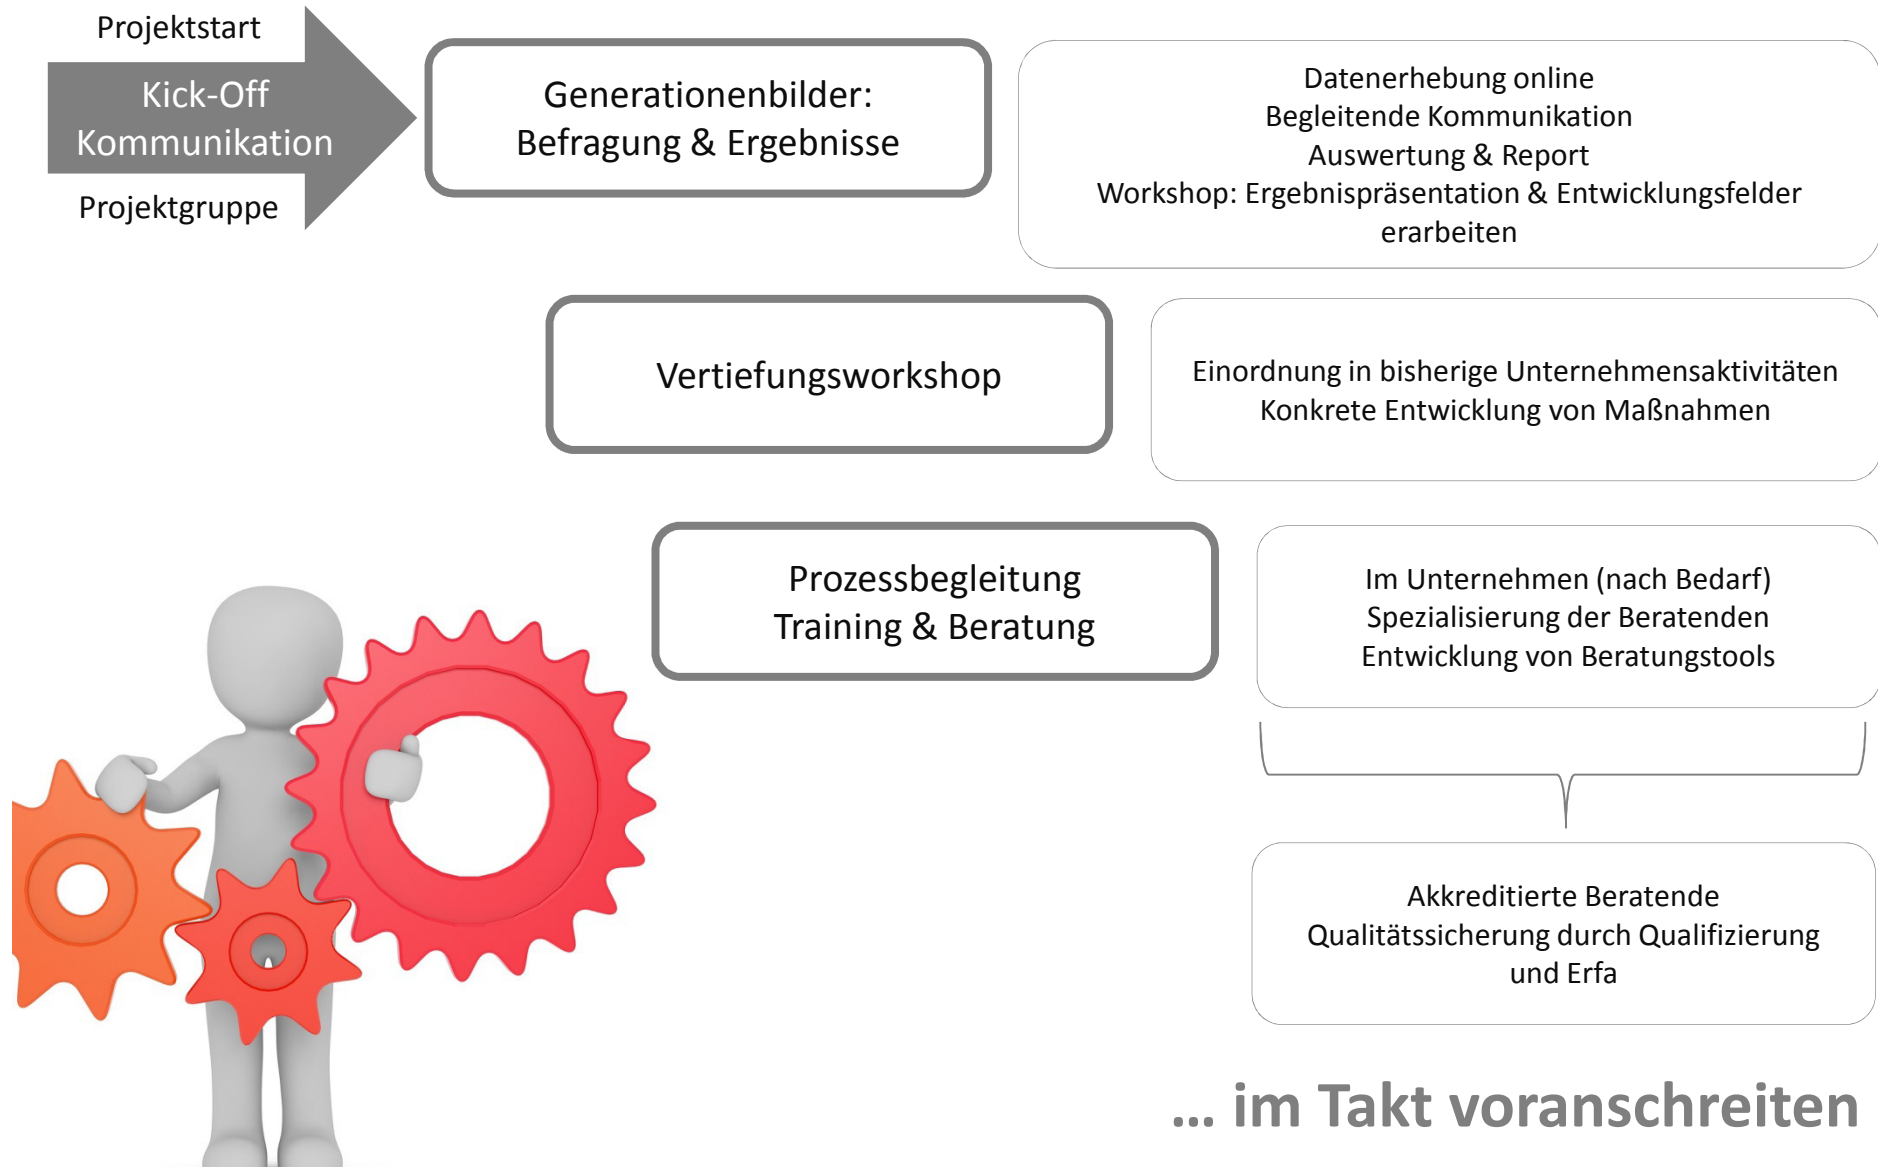 Projektstart
Kick-Off
Kommunikation
Projektgruppe
Generationenbilder:
Befragung & Ergebnisse
Datenerhebung online
Begleitende Kommunikation
Auswertung & Report
Workshop: Ergebnispräsentation & Entwicklungsfelder
erarbeiten
Vertiefungsworkshop
Einordnung in bisherige Unternehmensaktivitäten
Konkrete Entwicklung von Maßnahmen
Prozessbegleitung
Training & Beratung
Im Unternehmen (nach Bedarf)
Spezialisierung der Beratenden
Entwicklung von Beratungstools
Akkreditierte Beratende
Qualitätssicherung durch Qualifizierung
und Erfa
... im Takt voranschreiten